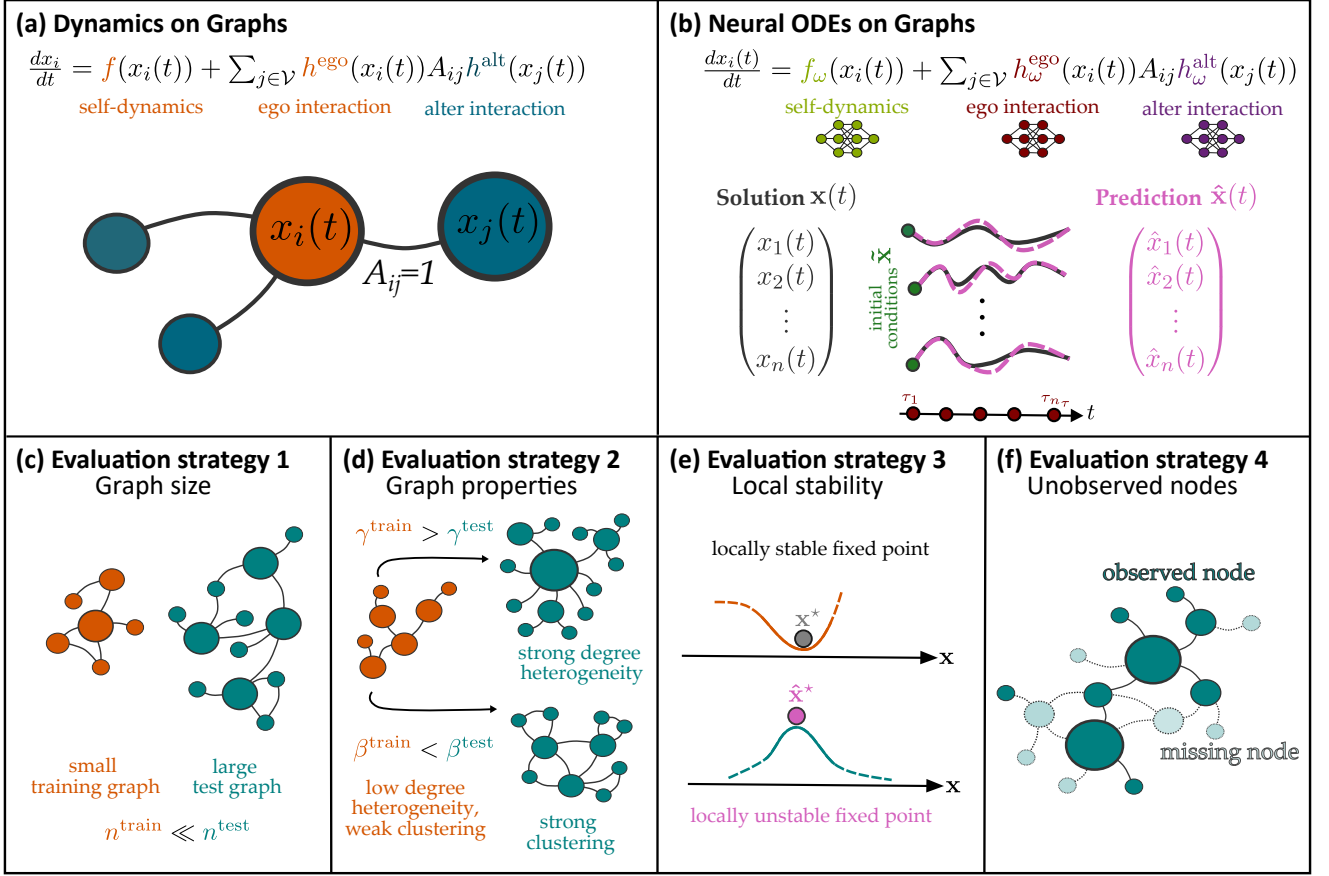 (a) Dynamics on Graphs
dx_i/dt = f(x_i(t)) + ∑_{j∈𝒱} h^ego(x_i(t))A_ij h^alt(x_j(t))
self-dynamics ego interaction alter interaction
x_i(t)
x_j(t)
A_ij=1
(b) Neural ODEs on Graphs
dx_i(t)/dt = f_ω(x_i(t)) + ∑_{j∈𝒱} h_ω^ego(x_i(t))A_ij h_ω^alt(x_j(t))
self-dynamics ego interaction alter interaction
Solution x(t)
x_1(t)
x_2(t)
⋮
x_n(t)
initial
conditions x̃
⋮
τ_1 τ_{n_τ}
t
Prediction x̂(t)
x̂_1(t)
x̂_2(t)
⋮
x̂_n(t)
(c) Evaluation strategy 1
Graph size
small
training graph
large
test graph
n^train ≪ n^test
(d) Evaluation strategy 2
Graph properties
γ^train > γ^test
strong degree
heterogeneity
β^train < β^test
low degree
heterogeneity,
weak clustering
strong
clustering
(e) Evaluation strategy 3
Local stability
locally stable fixed point
x⋆
x
x̂⋆
x
locally unstable fixed point
(f) Evaluation strategy 4
Unobserved nodes
observed node
missing node